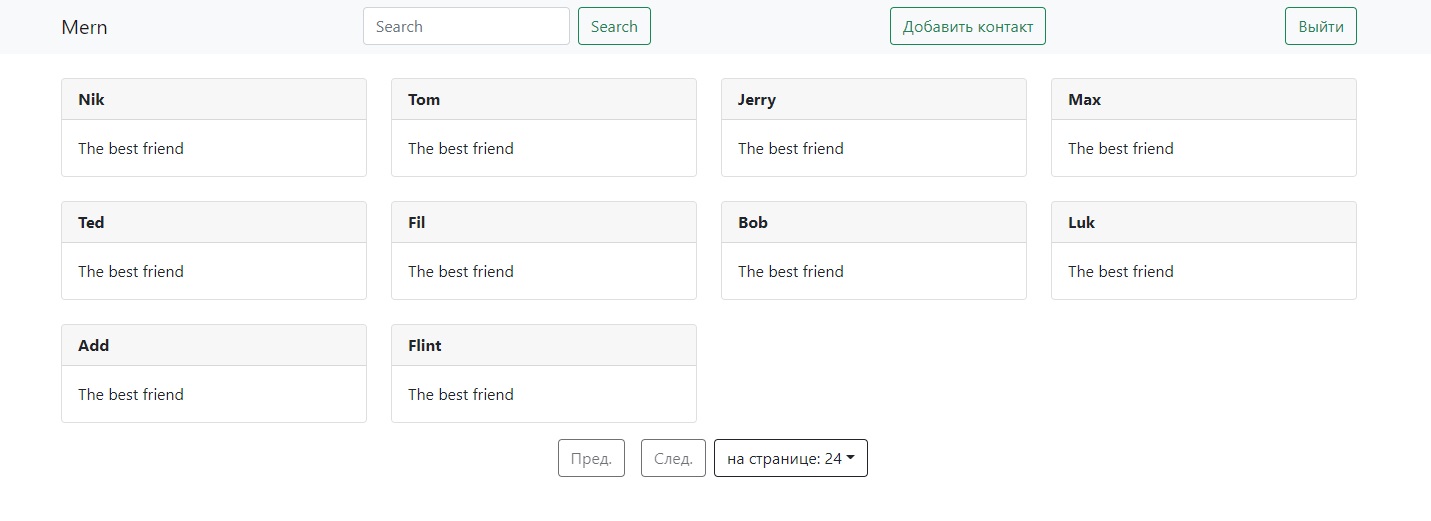 Mern
Search
Search
Добавить контакт
Выйти
Nik
Tom
Jerry
Max
The best friend
The best friend
The best friend
The best friend
Ted
Fil
Bob
Luk
The best friend
The best friend
The best friend
The best friend
Add
Flint
The best friend
The best friend
Пред.
След.
на странице: 24